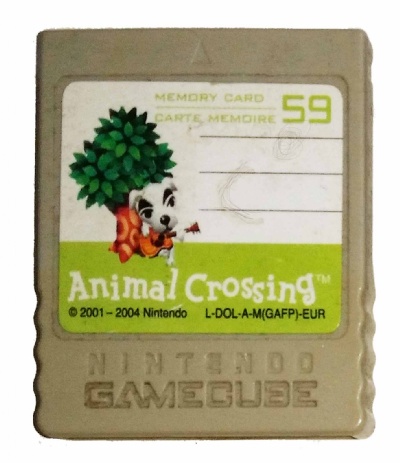 MEMORY CARD
CARTE MEMOIRE 59
Animal Crossing™
© 2001 – 2004 Nintendo L-DOL-A-M(GAFP)-EUR
NINTENDO
GAMECUBE